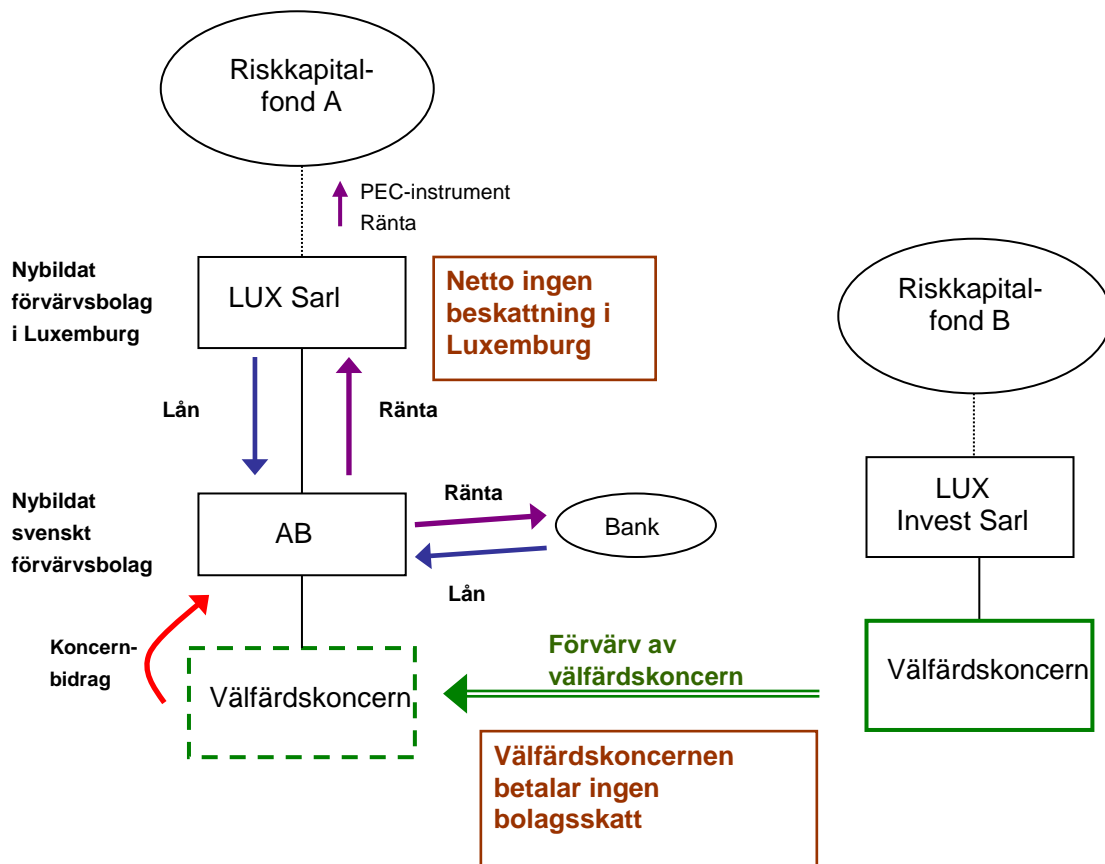 Riskkapital-
fond A
PEC-instrument
Ränta
Nybildat
förvärvsbolag
i Luxemburg
LUX Sarl
Netto ingen
beskattning i
Luxemburg
Riskkapital-
fond B
Lån
Ränta
LUX
Invest Sarl
Nybildat
svenskt
förvärvsbolag
AB
Ränta
Bank
Lån
Koncern-
bidrag
Välfärdskoncern
Förvärv av
välfärdskoncern
Välfärdskoncern
Välfärdskoncernen
betalar ingen
bolagsskatt